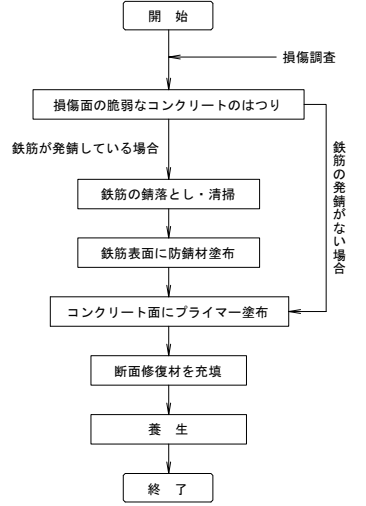 開 始
損傷調査
損傷面の脆弱なコンクリートのはつり
鉄筋が発錆している場合
鉄筋の発錆がない場合
鉄筋の錆落とし・清掃
鉄筋表面に防錆材塗布
コンクリート面にプライマー塗布
断面修復材を充填
養 生
終 了